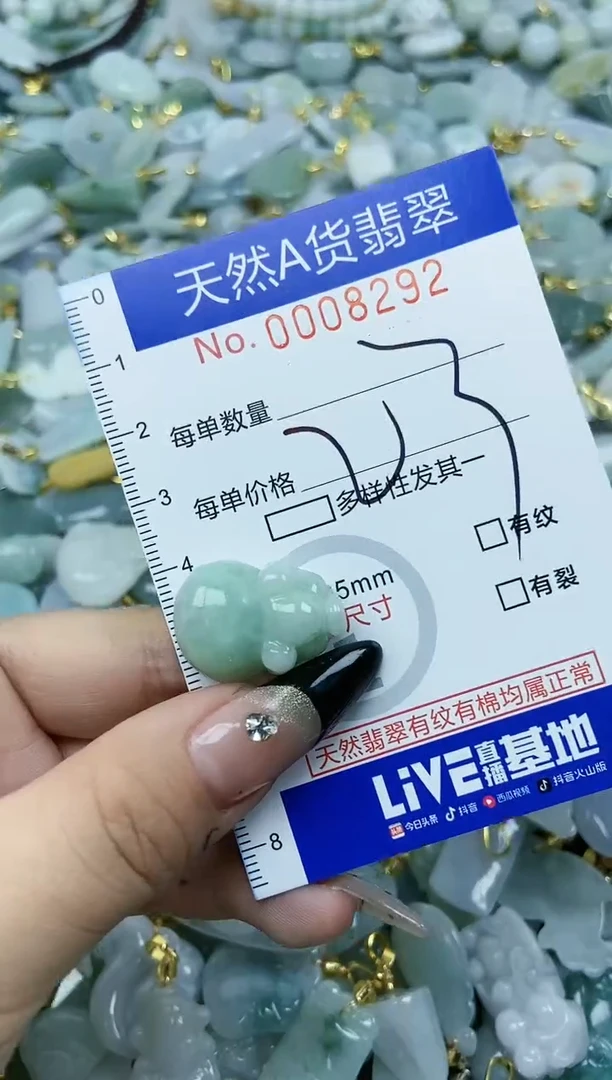 天然A货翡翠
No. 0008292
0
1
2
3
4
8
每单数量
每单价格
多样性发其一
有纹
5mm
尺寸
有裂
天然翡翠有纹有棉均属正常
LiVE直播基地
头条 今日头条 抖音 西瓜视频 抖音火山版